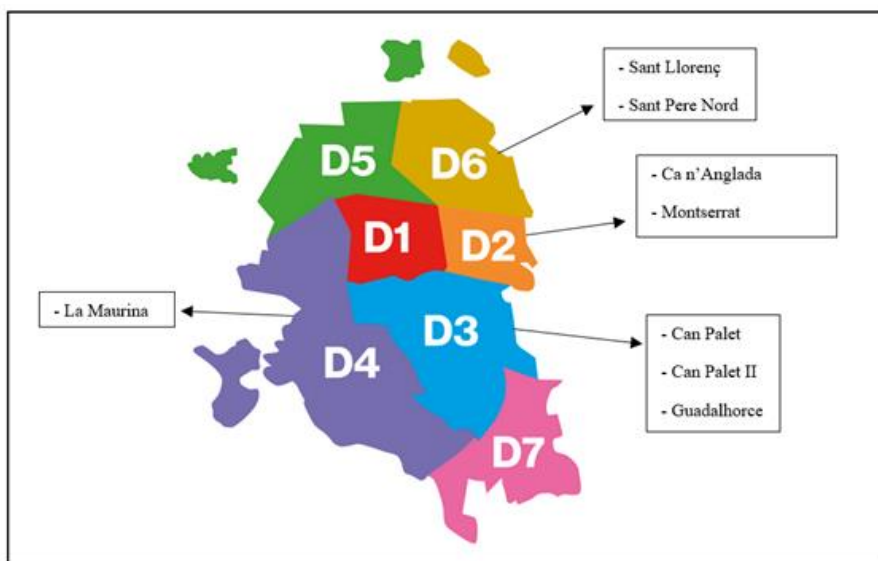 - Sant Llorenç
- Sant Pere Nord
D5
D6
- Ca n'Anglada
- Montserrat
D1
D2
- La Maurina
D3
D4
- Can Palet
- Can Palet II
- Guadalhorce
D7